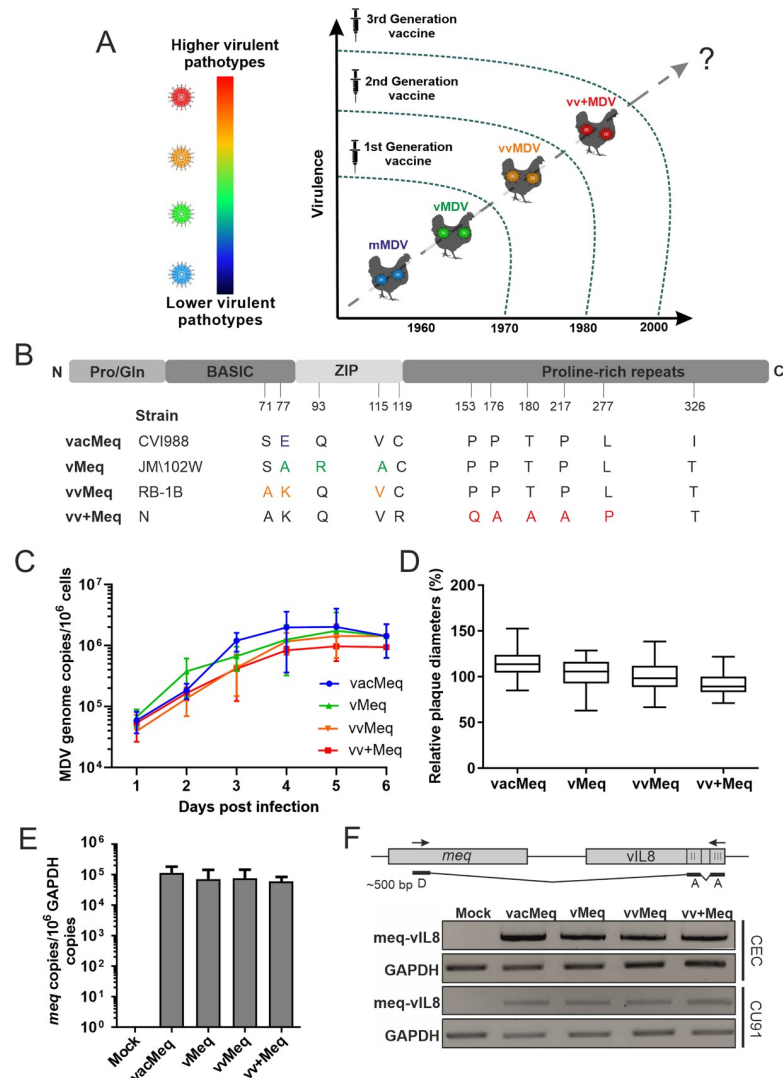 A
Higher virulent
pathotypes
Lower virulent
pathotypes
Virulence
3rd Generation
vaccine
2nd Generation
vaccine
1st Generation
vaccine
?
vv+MDV
vvMDV
vMDV
mMDV
1960 1970 1980 2000
B
N Pro/Gln BASIC ZIP Proline-rich repeats C
71 77 93 115 119 153 176 180 217 277 326
Strain
vacMeq CVI988 S E Q V C P P T P L I
vMeq JM\102W S A R A C P P T P L T
vvMeq RB-1B A K Q V C P P T P L T
vv+Meq N A K Q V R Q A A A P T
C
MDV genome copies/10⁶ cells
10⁷
10⁶
10⁵
10⁴
vacMeq
vMeq
vvMeq
vv+Meq
1 2 3 4 5 6
Days post infection
D
Relative plaque diameters (%)
200
150
100
50
0
vacMeq vMeq vvMeq vv+Meq
E
meq copies/10⁶ GAPDH
copies
10⁶
10⁵
10⁴
10³
10²
10¹
10⁰
Mock vacMeq vMeq vvMeq vv+Meq
F
meq vIL8 II III
~500 bp D A A
Mock vacMeq vMeq vvMeq vv+Meq
meq-vIL8
GAPDH
CEC
meq-vIL8
GAPDH
CU91